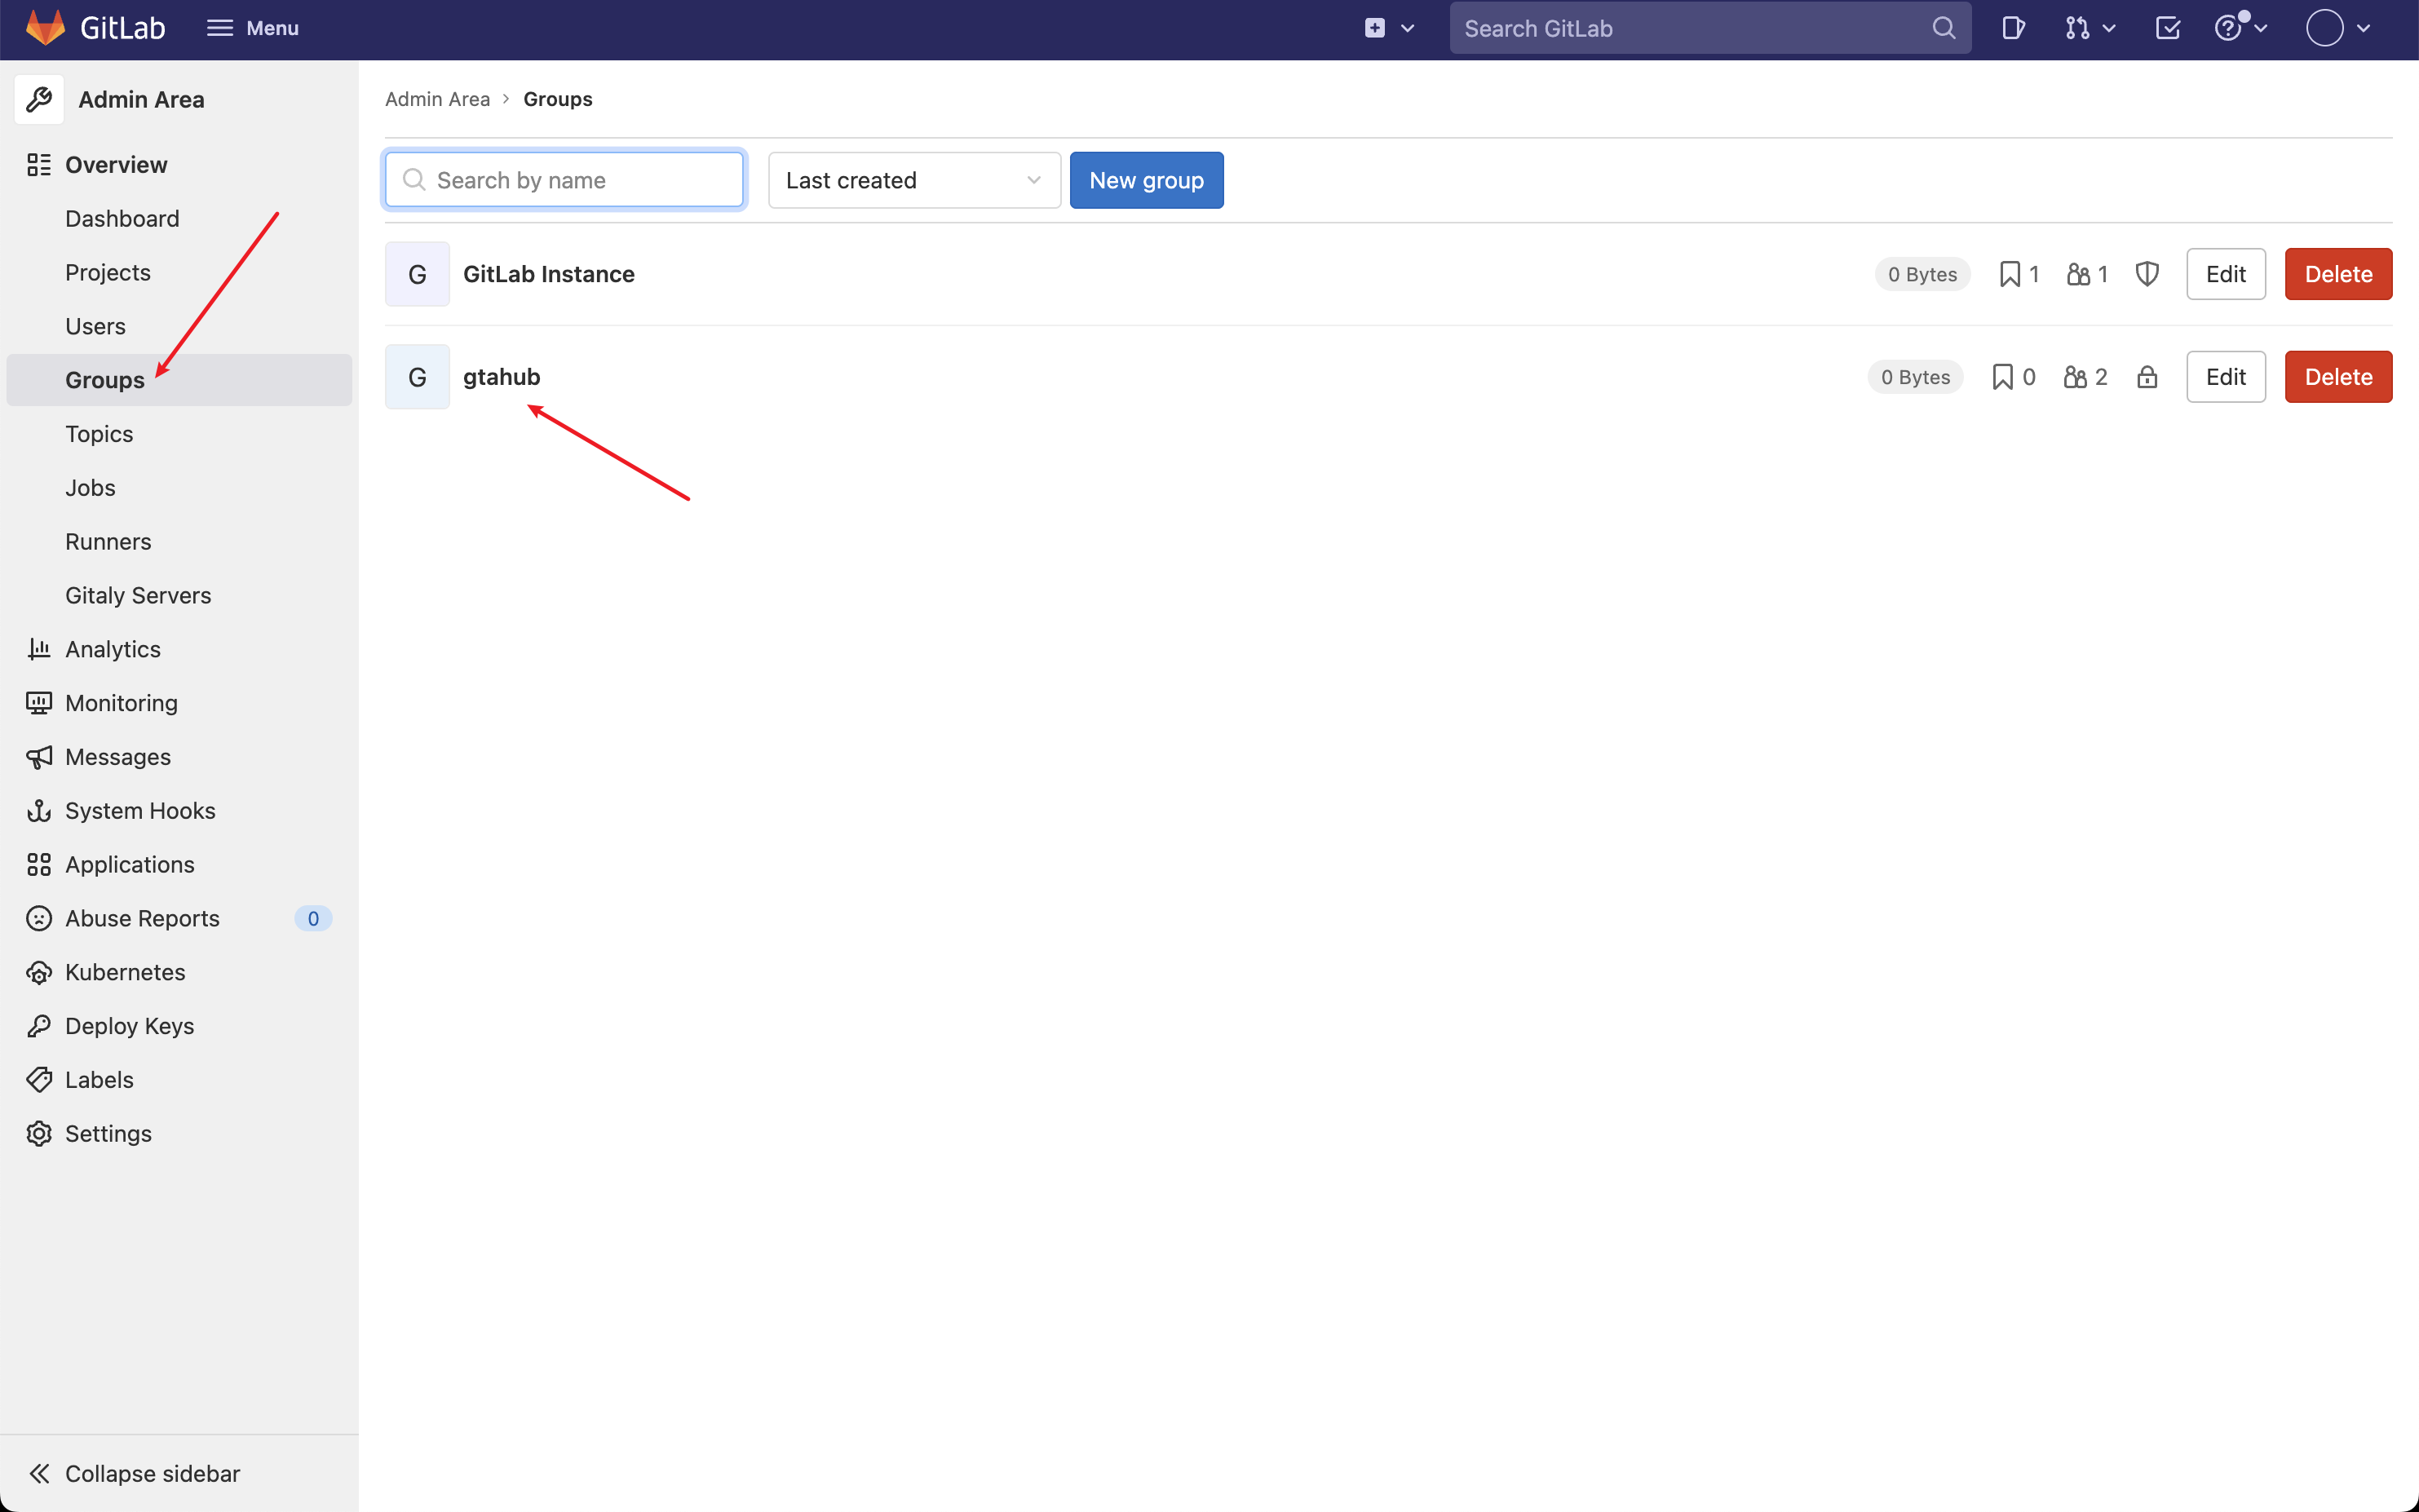 GitLab Menu Search GitLab
Admin Area
Overview
Dashboard
Projects
Users
Groups
Topics
Jobs
Runners
Gitaly Servers
Analytics
Monitoring
Messages
System Hooks
Applications
Abuse Reports 0
Kubernetes
Deploy Keys
Labels
Settings
Collapse sidebar
Admin Area › Groups
Search by name Last created New group
G GitLab Instance 0 Bytes 1 1 Edit Delete
G gtahub 0 Bytes 0 2 Edit Delete